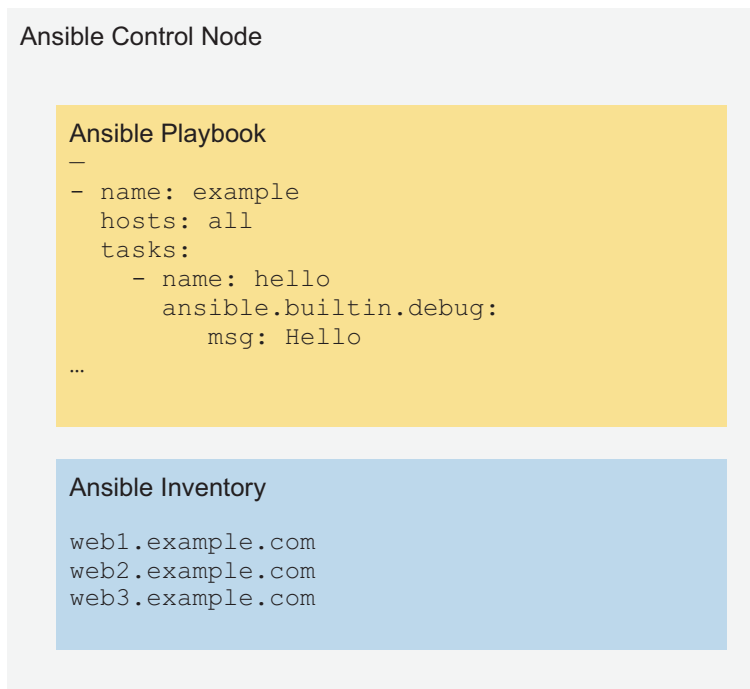 Ansible Control Node
Ansible Playbook
—
- name: example
  hosts: all
  tasks:
    - name: hello
      ansible.builtin.debug:
         msg: Hello
…
Ansible Inventory
web1.example.com
web2.example.com
web3.example.com